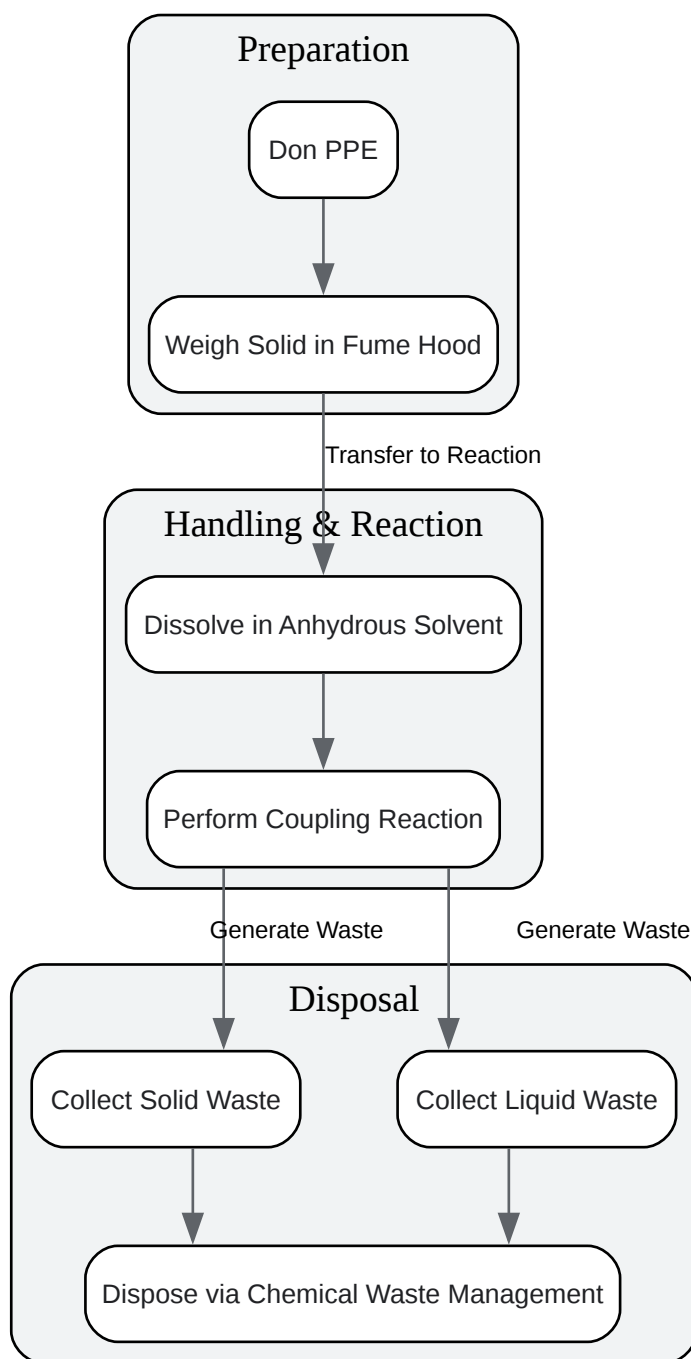 Preparation
Don PPE
Weigh Solid in Fume Hood
Transfer to Reaction
Handling & Reaction
Dissolve in Anhydrous Solvent
Perform Coupling Reaction
Generate Waste
Generate Waste
Disposal
Collect Solid Waste
Collect Liquid Waste
Dispose via Chemical Waste Management